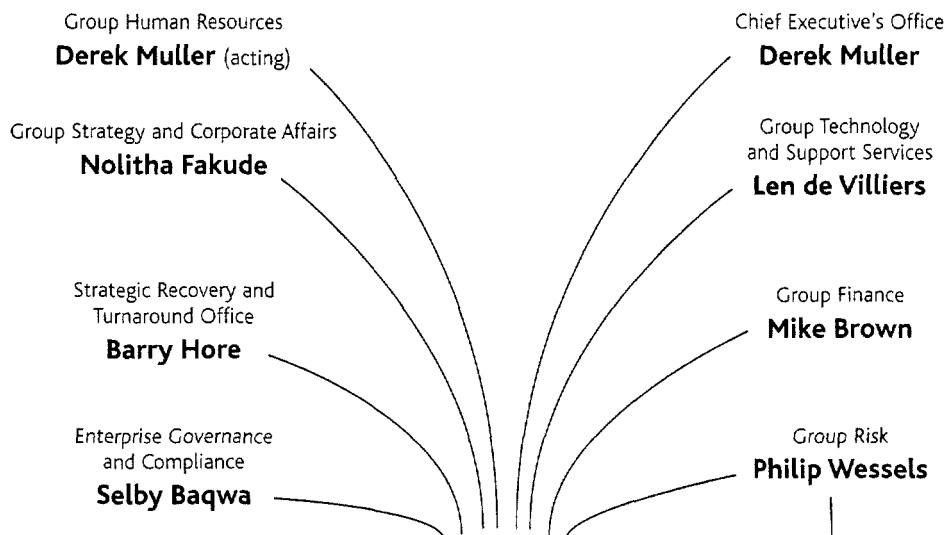 Group Human Resources
Derek Muller (acting)
Group Strategy and Corporate Affairs
Nolitha Fakude
Strategic Recovery and
Turnaround Office
Barry Hore
Enterprise Governance
and Compliance
Selby Baqwa
Chief Executive's Office
Derek Muller
Group Technology
and Support Services
Len de Villiers
Group Finance
Mike Brown
Group Risk
Philip Wessels